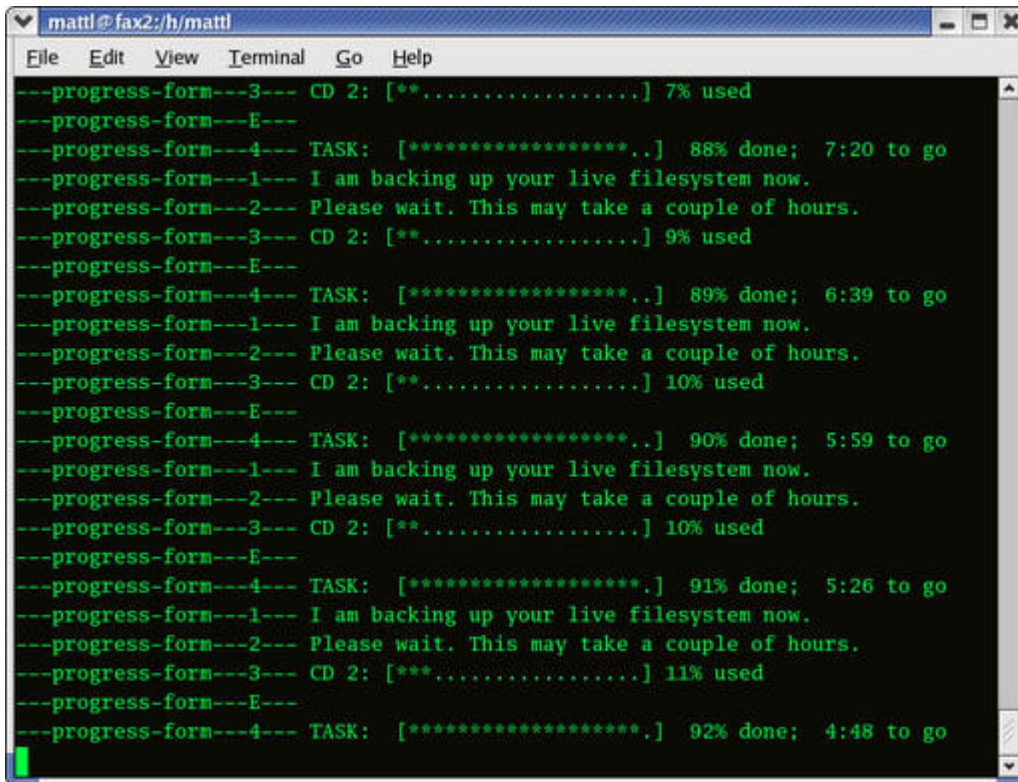 mattl@fax2:/h/mattl
File Edit View Terminal Go Help
---progress-form---3--- CD 2: [**..................] 7% used
---progress-form---E---
---progress-form---4--- TASK:  [******************..]  88% done;  7:20 to go
---progress-form---1--- I am backing up your live filesystem now.
---progress-form---2--- Please wait. This may take a couple of hours.
---progress-form---3--- CD 2: [**..................] 9% used
---progress-form---E---
---progress-form---4--- TASK:  [******************..]  89% done;  6:39 to go
---progress-form---1--- I am backing up your live filesystem now.
---progress-form---2--- Please wait. This may take a couple of hours.
---progress-form---3--- CD 2: [**..................] 10% used
---progress-form---E---
---progress-form---4--- TASK:  [******************..]  90% done;  5:59 to go
---progress-form---1--- I am backing up your live filesystem now.
---progress-form---2--- Please wait. This may take a couple of hours.
---progress-form---3--- CD 2: [**..................] 10% used
---progress-form---E---
---progress-form---4--- TASK:  [*******************.]  91% done;  5:26 to go
---progress-form---1--- I am backing up your live filesystem now.
---progress-form---2--- Please wait. This may take a couple of hours.
---progress-form---3--- CD 2: [***.................] 11% used
---progress-form---E---
---progress-form---4--- TASK:  [*******************.]  92% done;  4:48 to go